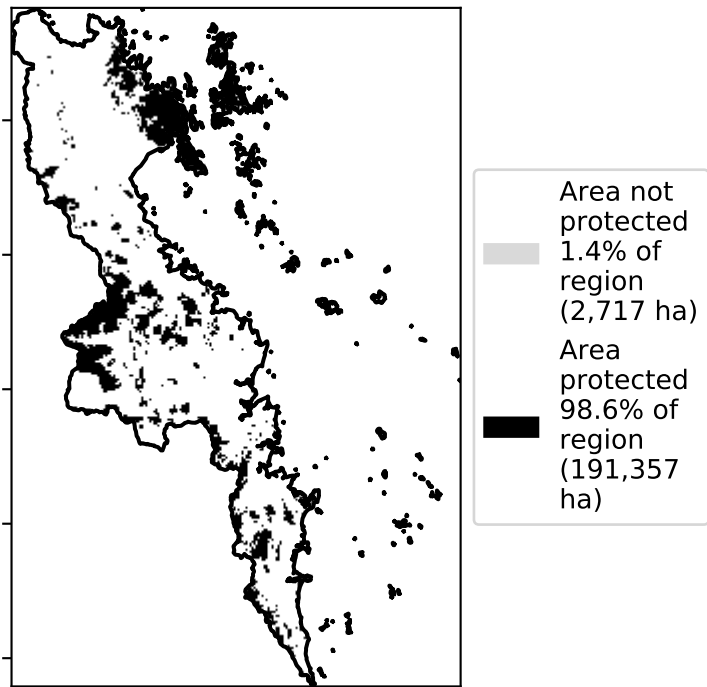 Area not
protected
1.4% of
region
(2,717 ha)
Area
protected
98.6% of
region
(191,357
ha)